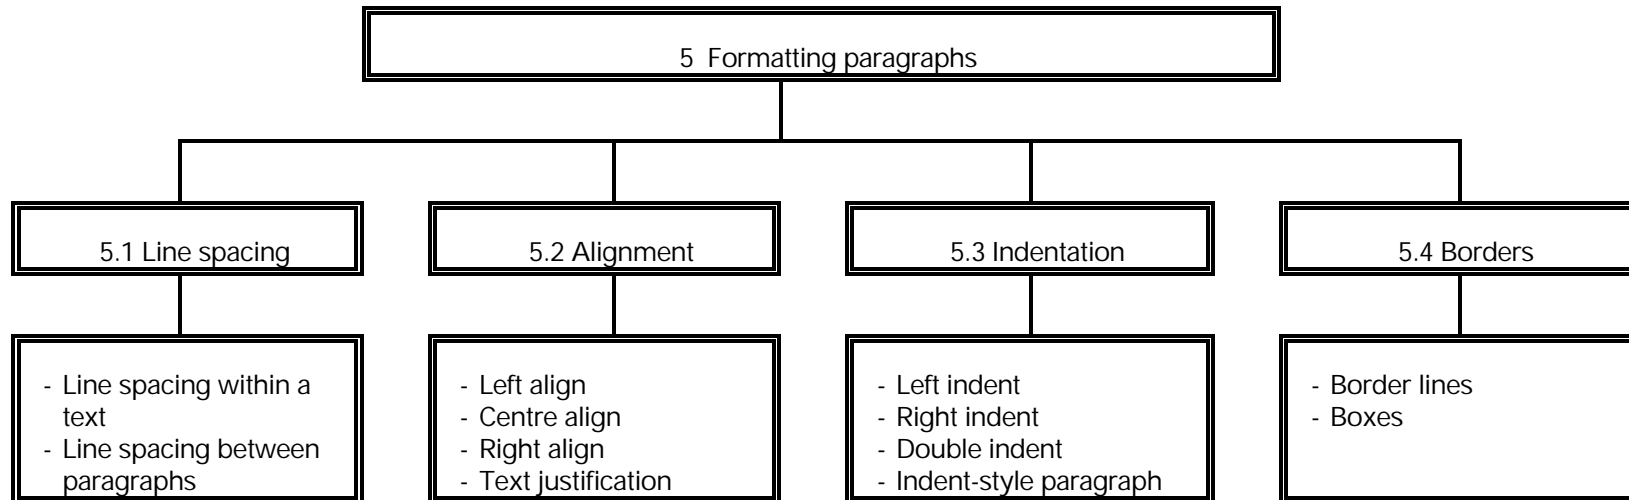 5 Formatting paragraphs
5.1 Line spacing
5.2 Alignment
5.3 Indentation
5.4 Borders
- Line spacing within a
text
- Line spacing between
paragraphs
- Left align
- Centre align
- Right align
- Text justification
- Left indent
- Right indent
- Double indent
- Indent-style paragraph
- Border lines
- Boxes